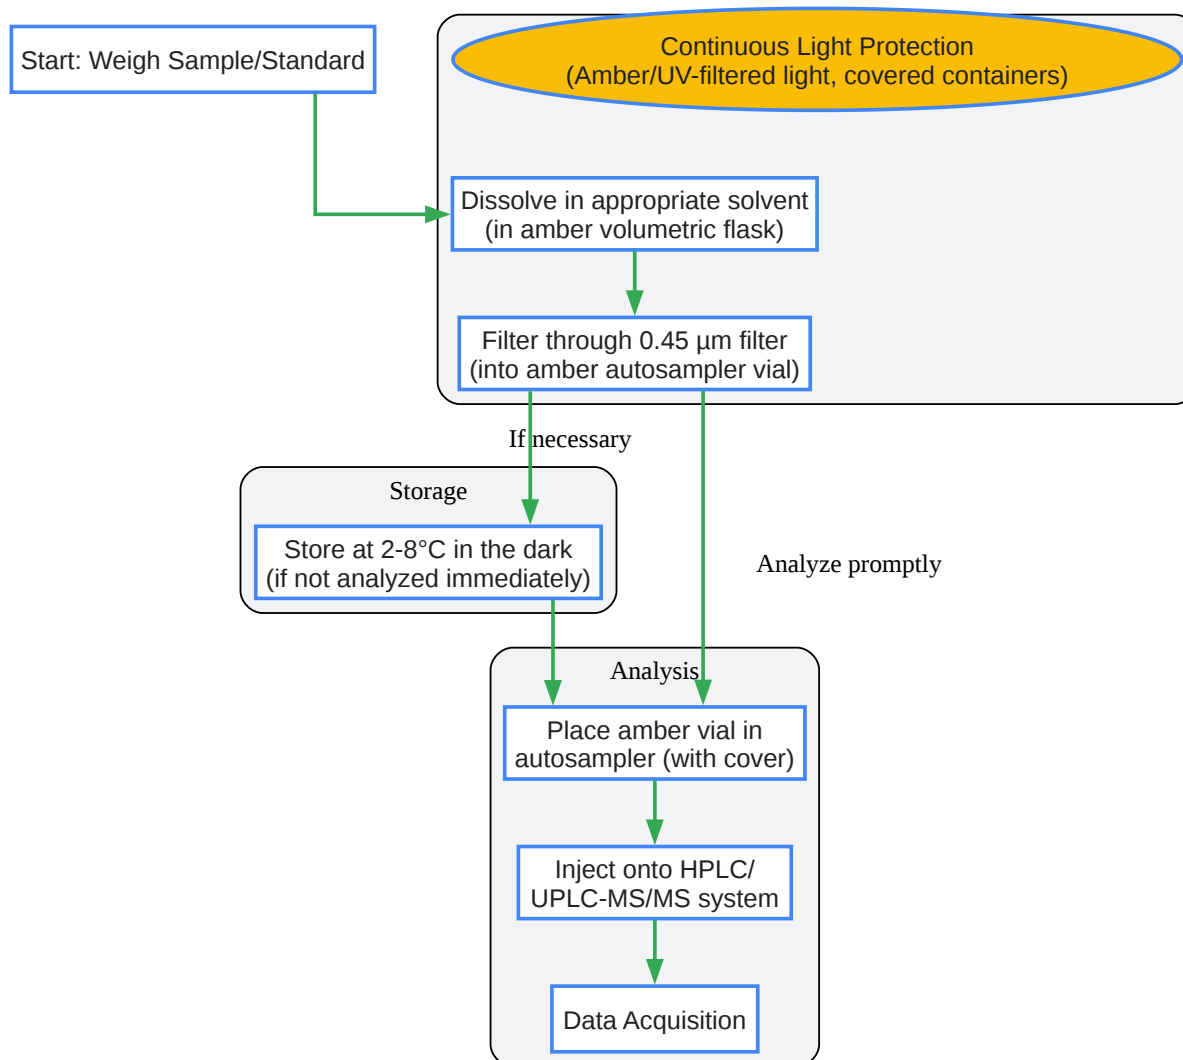 Start: Weigh Sample/Standard
Continuous Light Protection
(Amber/UV-filtered light, covered containers)
Dissolve in appropriate solvent
(in amber volumetric flask)
Filter through 0.45 µm filter
(into amber autosampler vial)
If necessary
Storage
Store at 2-8°C in the dark
(if not analyzed immediately)
Analyze promptly
Analysis
Place amber vial in
autosampler (with cover)
Inject onto HPLC/
UPLC-MS/MS system
Data Acquisition